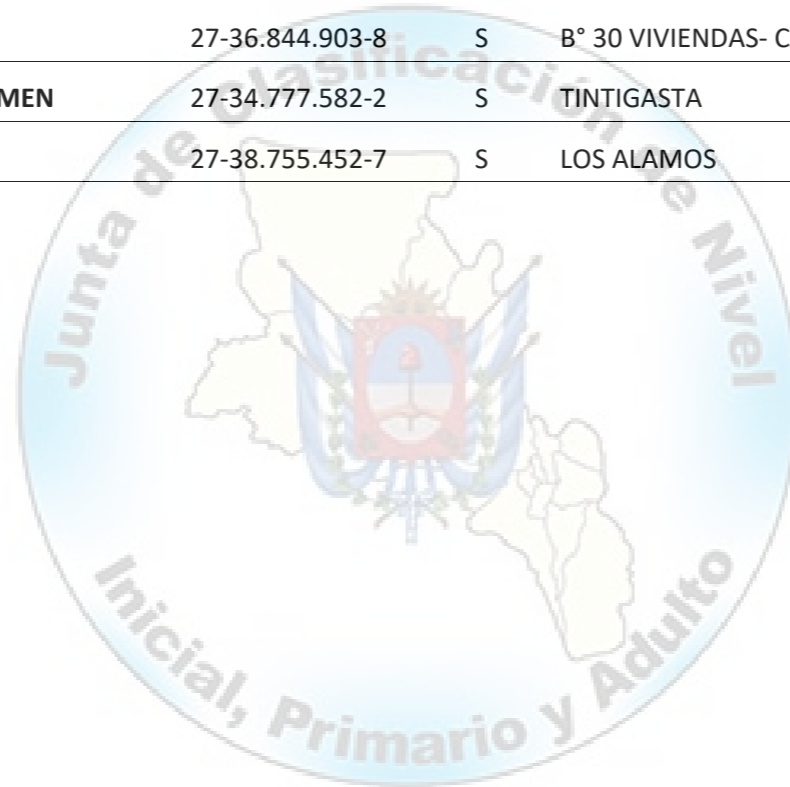 27-36.844.903-8 S B° 30 VIVIENDAS- C
MEN 27-34.777.582-2 S TINTIGASTA
27-38.755.452-7 S LOS ALAMOS
Junta de Clasificación de Nivel
Inicial, Primario y Adulto